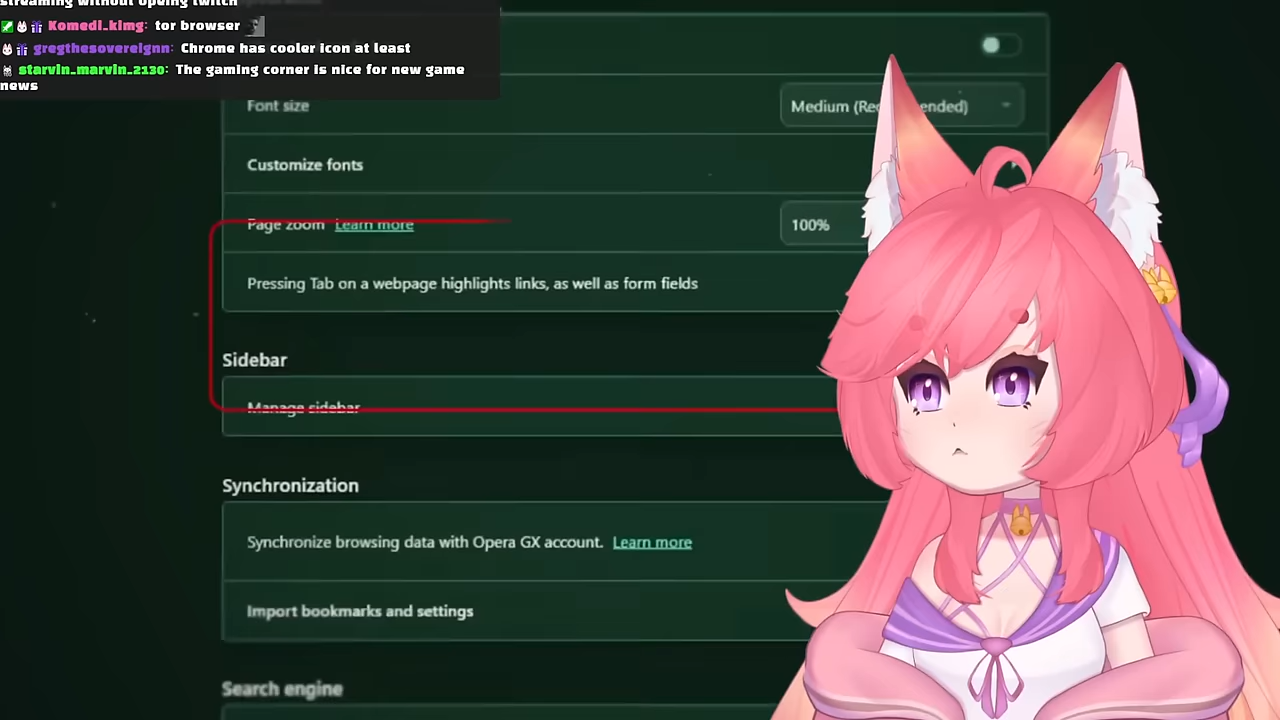 streaming without opeing twitch
Komedi_kimg: tor browser
gregthesovereignn: Chrome has cooler icon at least
starvin_marvin_2130: The gaming corner is nice for new game
news
Font size
Medium (Rec ended)
Customize fonts
Page zoom Learn more
100%
Pressing Tab on a webpage highlights links, as well as form fields
Sidebar
Manage sidebar
Synchronization
Synchronize browsing data with Opera GX account. Learn more
Import bookmarks and settings
Search engine